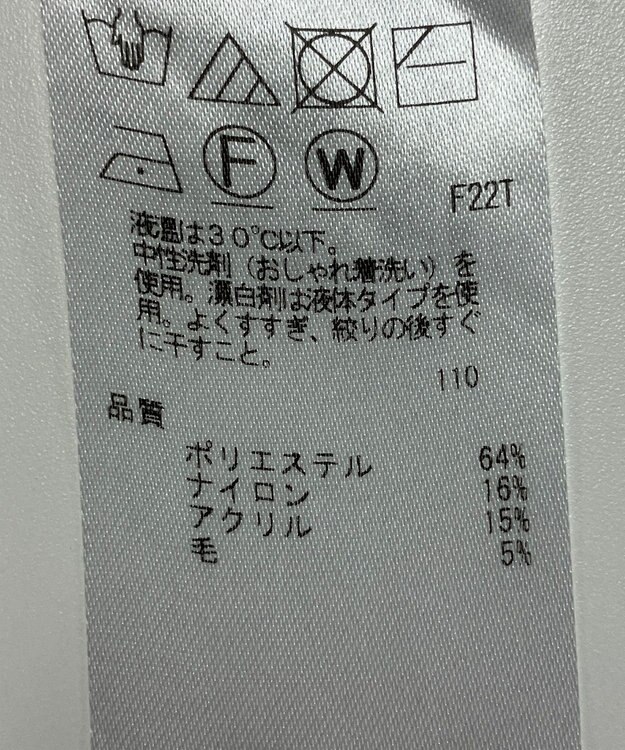 F
W
F22T
液温は30℃以下。
中性洗剤(おしゃれ着洗い)を
使用。漂白剤は液体タイプを使
用。よくすすぎ、絞りの後すぐ
に干すこと。
110
品質
ポリエステル 64%
ナイロン 16%
アクリル 15%
毛 5%